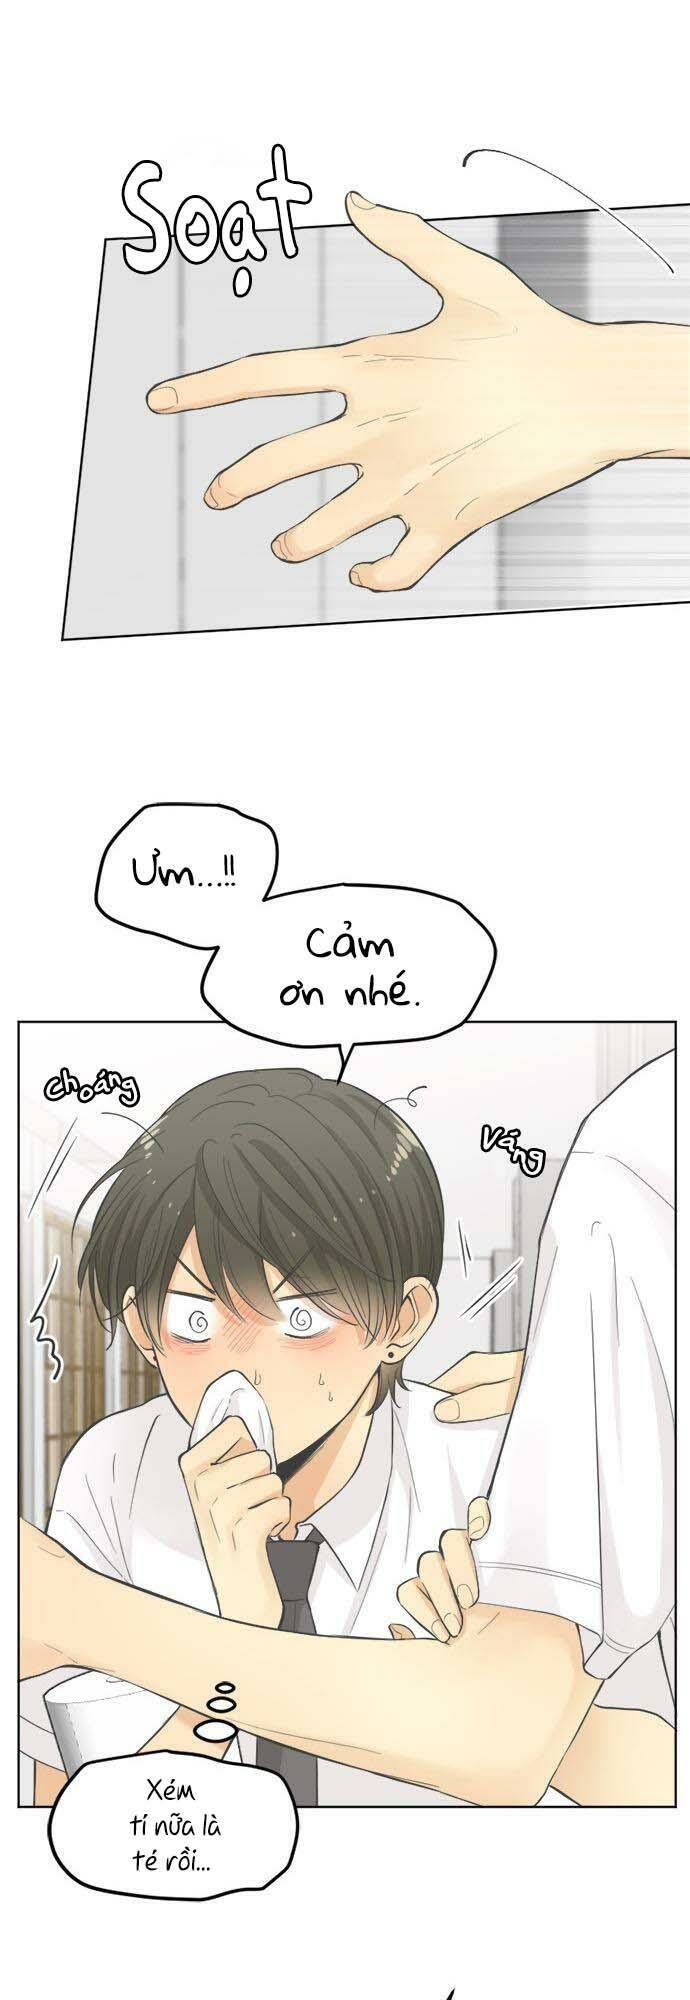 Soạt
Ưm...!!
Cảm
ơn nhé.
choáng
Váng
Xém
tí nữa là
té rồi...